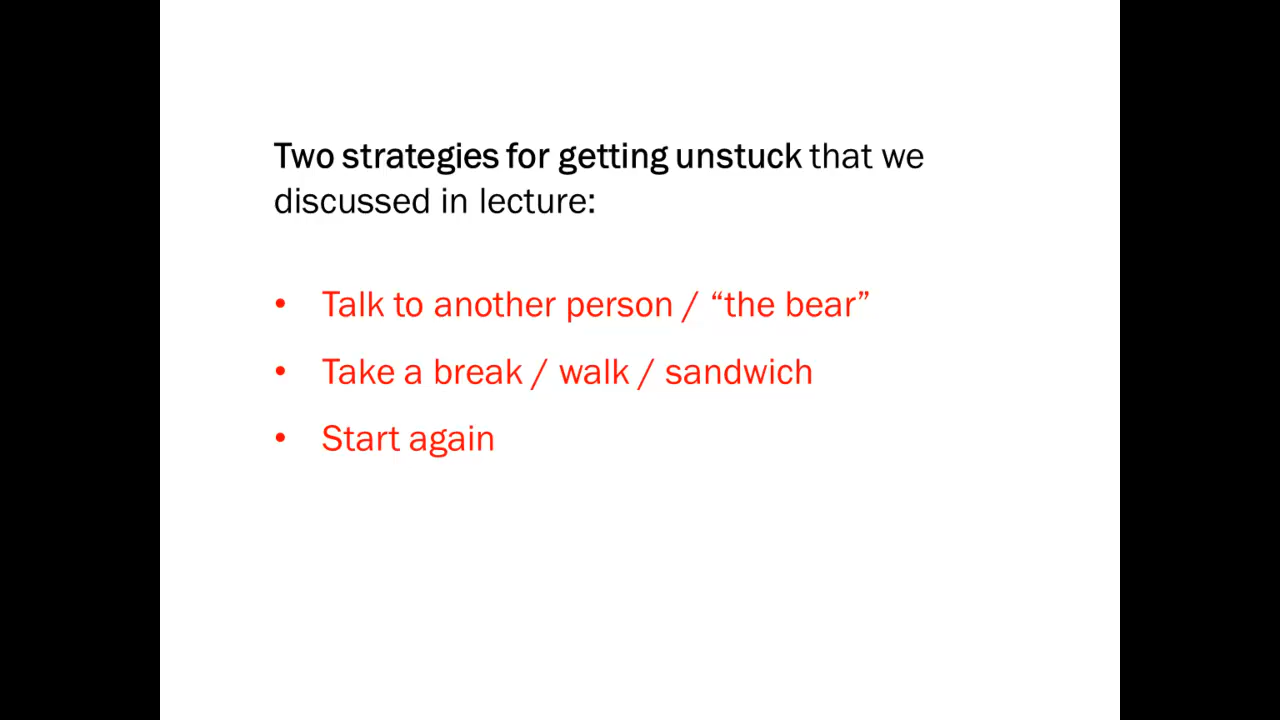 Two strategies for getting unstuck that we
discussed in lecture:
• Talk to another person / “the bear”
• Take a break / walk / sandwich
• Start again